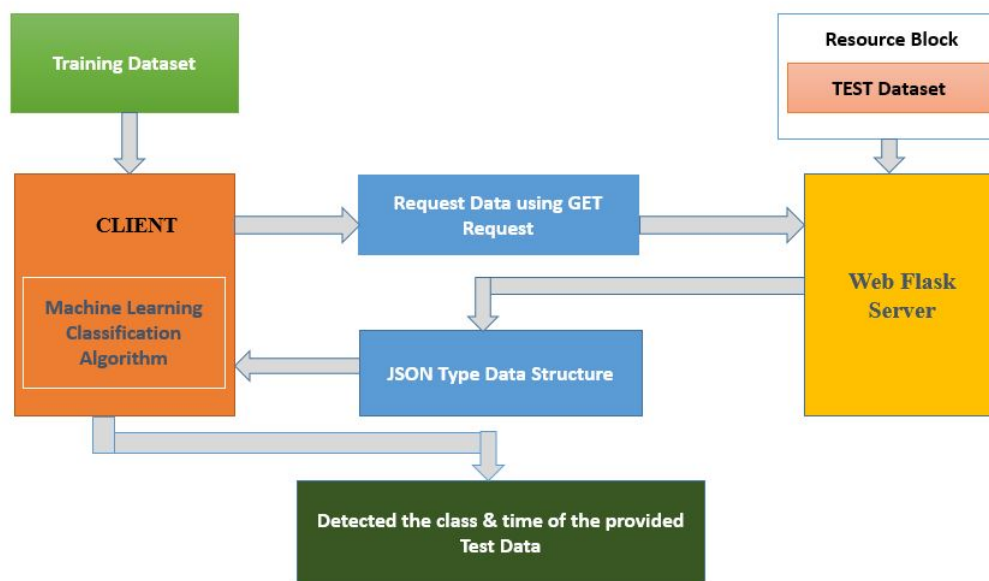 Training Dataset
Resource Block
TEST Dataset
CLIENT
Machine Learning
Classification
Algorithm
Request Data using GET
Request
Web Flask
Server
JSON Type Data Structure
Detected the class & time of the provided
Test Data